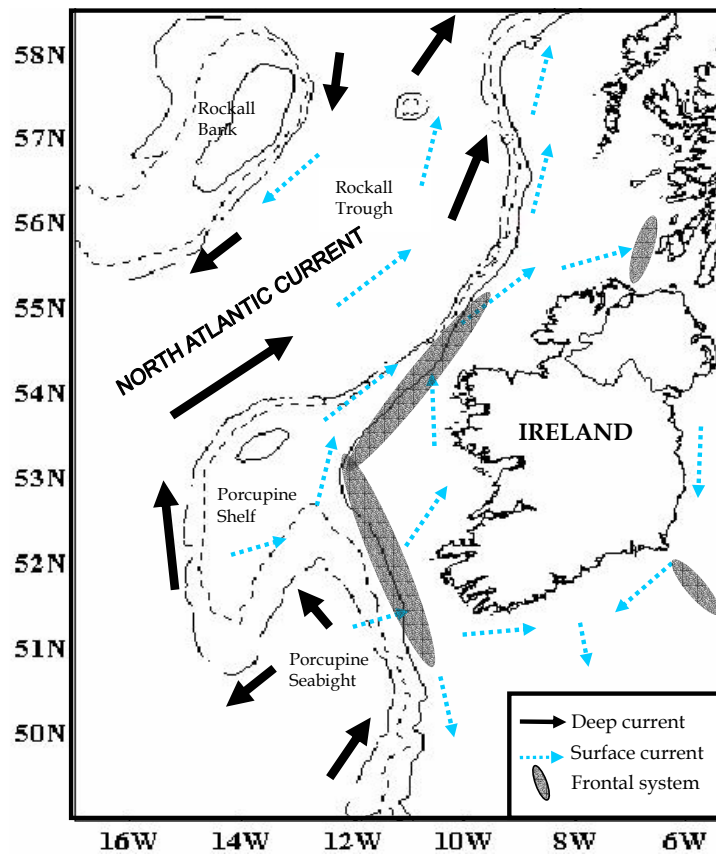 58N
57N
56N
55N
54N
53N
52N
51N
50N
Rockall
Bank
Rockall
Trough
NORTH ATLANTIC CURRENT
IRELAND
Porcupine
Shelf
Porcupine
Seabight
Deep current
Surface current
Frontal system
16W
14W
12W
10W
8W
6W